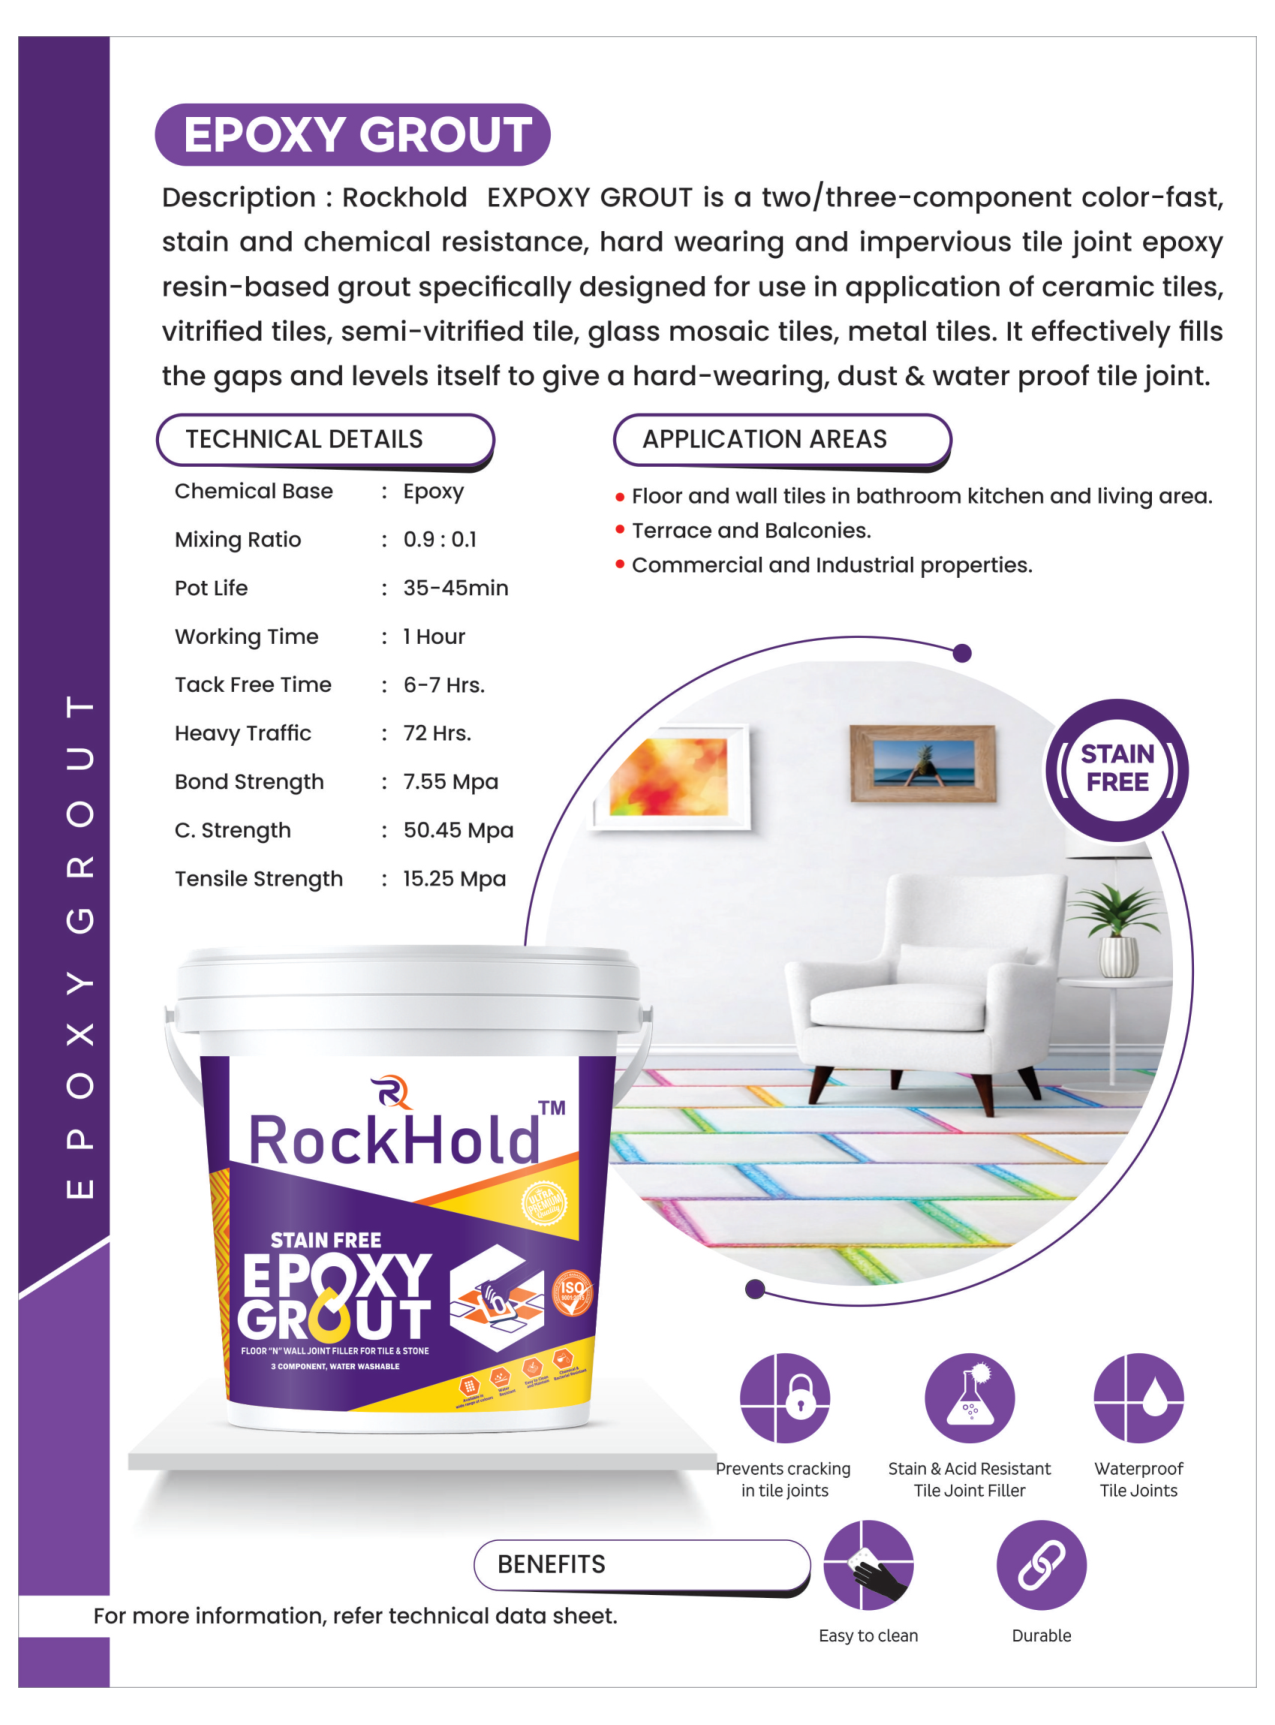 EPOXY GROUT
Description : Rockhold EXPOXY GROUT is a two/three-component color-fast,
stain and chemical resistance, hard wearing and impervious tile joint epoxy
resin-based grout specifically designed for use in application of ceramic tiles,
vitrified tiles, semi-vitrified tile, glass mosaic tiles, metal tiles. It effectively fills
the gaps and levels itself to give a hard-wearing, dust & water proof tile joint.
TECHNICAL DETAILS
Chemical Base : Epoxy
Mixing Ratio : 0.9 : 0.1
Pot Life : 35-45min
Working Time : 1 Hour
Tack Free Time : 6-7 Hrs.
Heavy Traffic : 72 Hrs.
Bond Strength : 7.55 Mpa
C. Strength : 50.45 Mpa
Tensile Strength : 15.25 Mpa
APPLICATION AREAS
• Floor and wall tiles in bathroom kitchen and living area.
• Terrace and Balconies.
• Commercial and Industrial properties.
STAIN
FREE
EPOXY GROUT
RockHold™
ULTRA
PREMIUM
Quality
STAIN FREE
EPOXY
GROUT
FLOOR "N" WALL JOINT FILLER FOR TILE & STONE
3 COMPONENT, WATER WASHABLE
ISO
Prevents cracking
in tile joints
Stain & Acid Resistant
Tile Joint Filler
Waterproof
Tile Joints
BENEFITS
Easy to clean
Durable
For more information, refer technical data sheet.